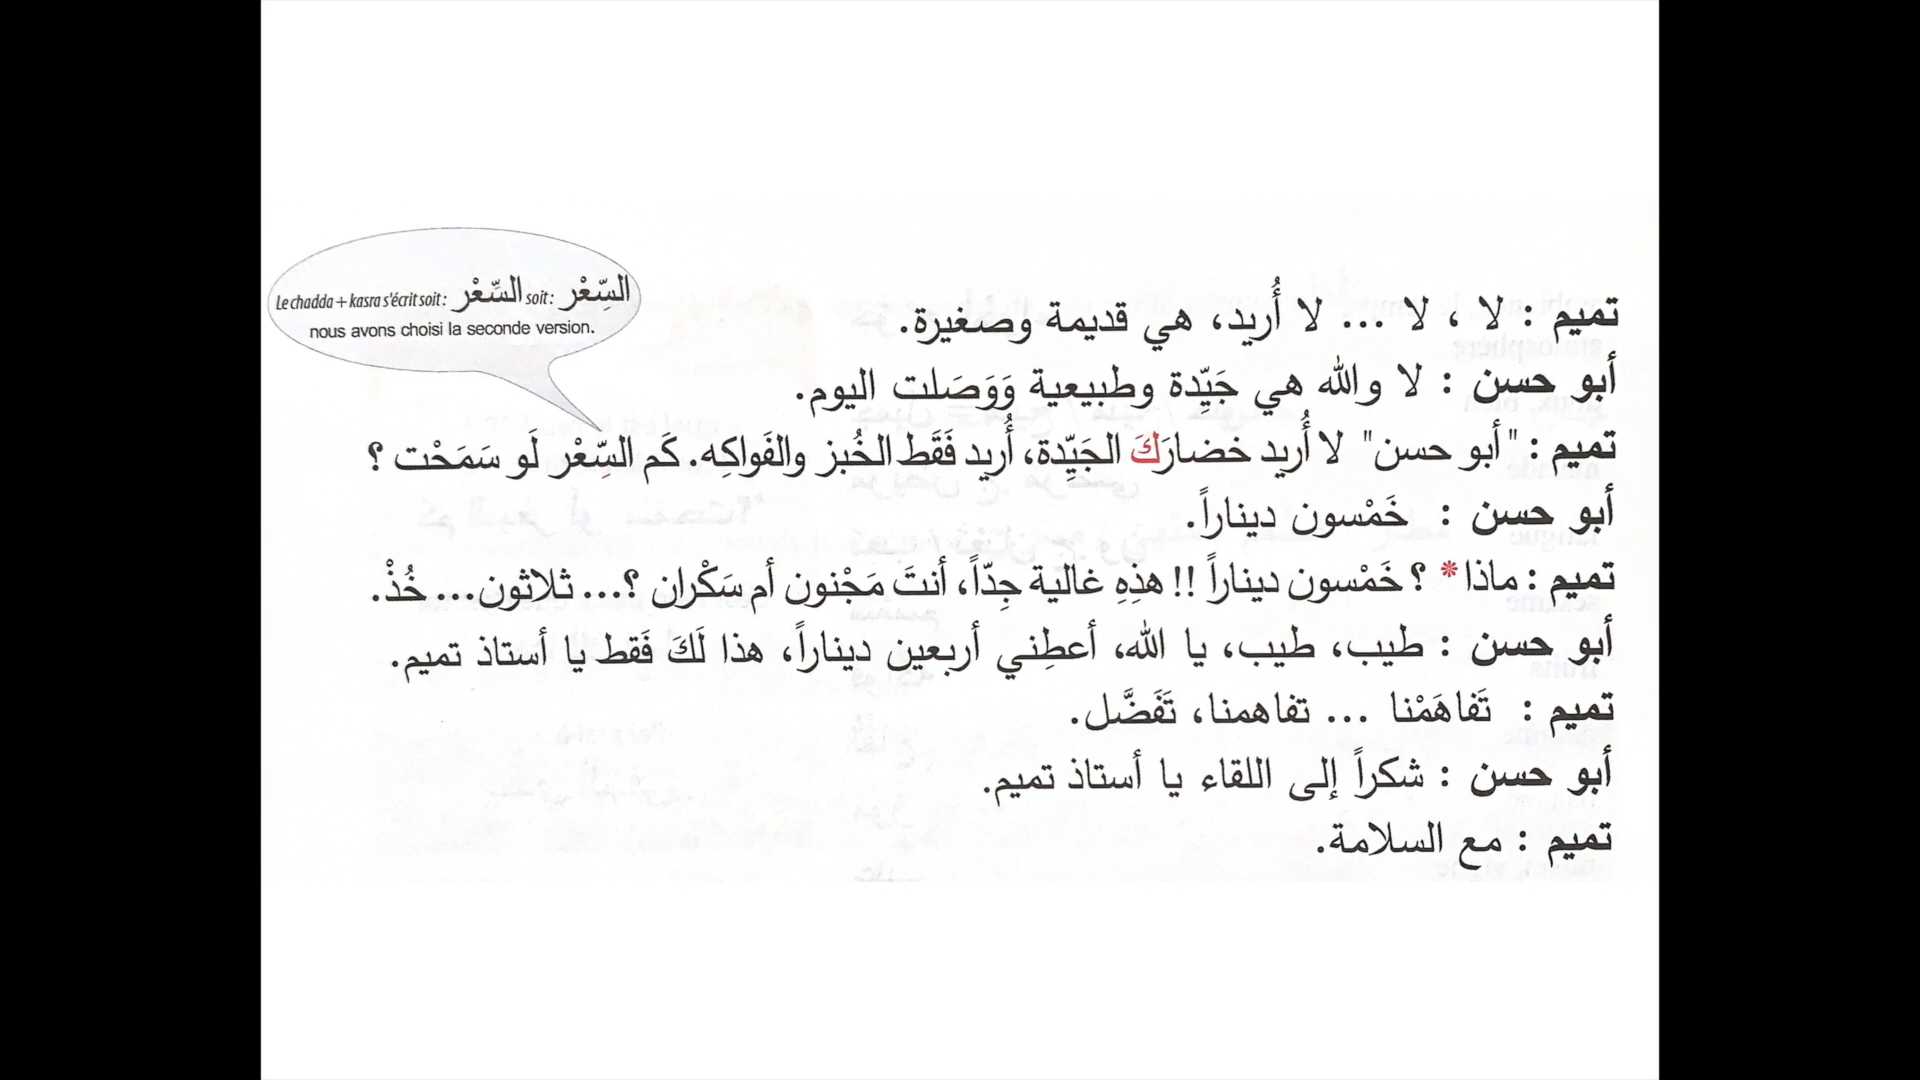 Le chadda + kasra s'écrit soit : السِّعْر soit : السِّعْر
nous avons choisi la seconde version.
تميم : لا ، لا ... لا أُريد، هي قديمة وصغيرة.
أبو حسن : لا والله هي جَيِّدة وطبيعية وَوَصَلت اليوم.
تميم : "أبو حسن" لا أُريد خضارَكَ الجَيِّدة، أُريد فَقَط الخُبز والفَواكِه. كَم السِّعْر لَو سَمَحْت ؟
أبو حسن : خَمْسون ديناراً.
تميم : ماذا* ؟ خَمْسون ديناراً !! هذِهِ غالية جِدّاً، أنتَ مَجْنون أم سَكْران ؟... ثلاثون... خُذْ.
أبو حسن : طيب، طيب، يا الله، أعطِني أربعين ديناراً، هذا لَكَ فَقط يا أستاذ تميم.
تميم : تَفاهَمْنا ... تفاهمنا، تَفَضَّل.
أبو حسن : شكراً إلى اللقاء يا أستاذ تميم.
تميم : مع السلامة.